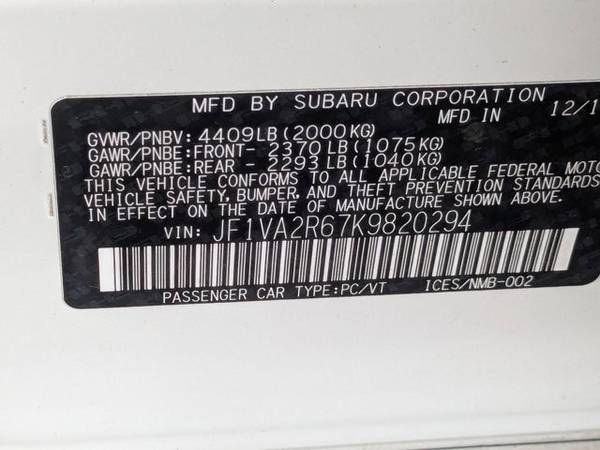 MFD BY SUBARU CORPORATION
MFD IN 12/1
GVWR/PNBV: 4409LB(2000KG)
GAWR/PNBE:FRONT- 2370LB(1075KG)
GAWR/PNBE:REAR - 2293LB(1040KG)
THIS VEHICLE CONFORMS TO ALL APPLICABLE FEDERAL MOTO
VEHICLE SAFETY, BUMPER, AND THEFT PREVENTION STANDARDS
IN EFFECT ON THE DATE OF MANUFACTURE SHOWN ABOVE.
VIN: JF1VA2R67K9820294
PASSENGER CAR TYPE:PC/VT ICES/NMB-002